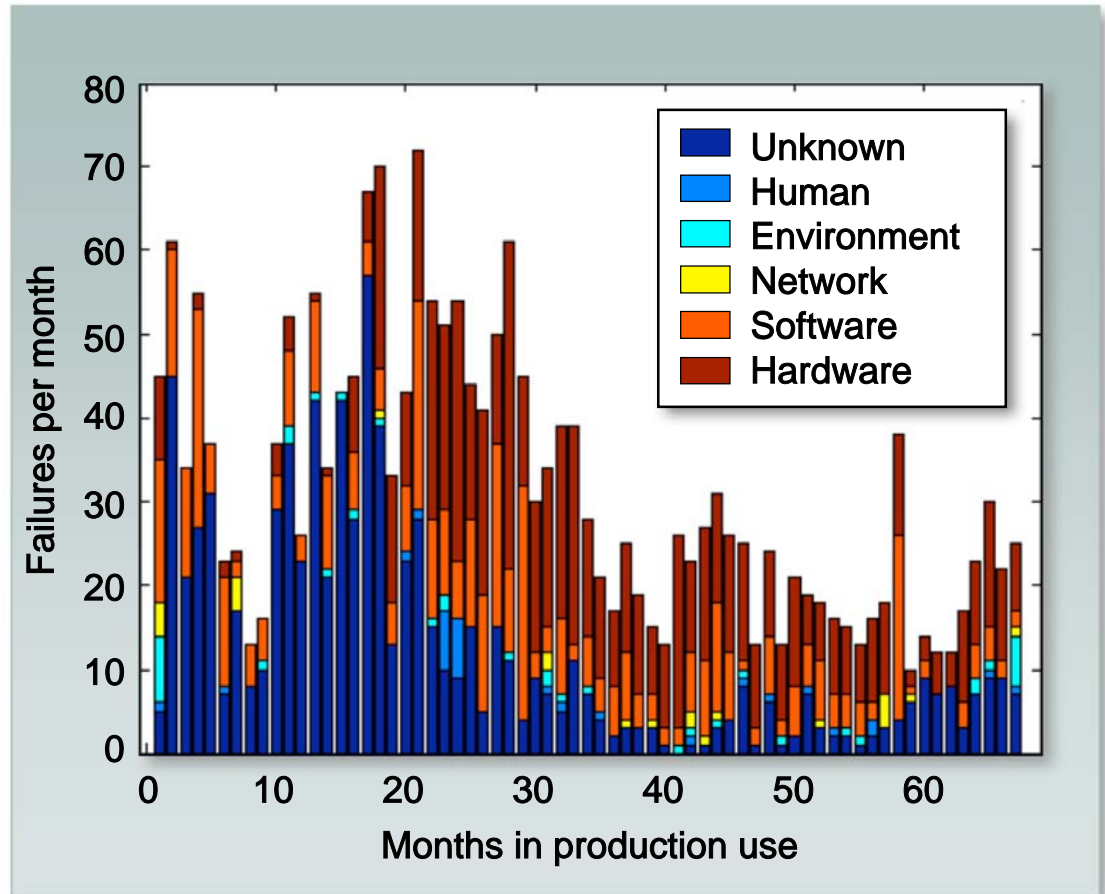 80
70
60
50
40
30
20
10
0
Failures per month
Unknown
Human
Environment
Network
Software
Hardware
0 10 20 30 40 50 60
Months in production use